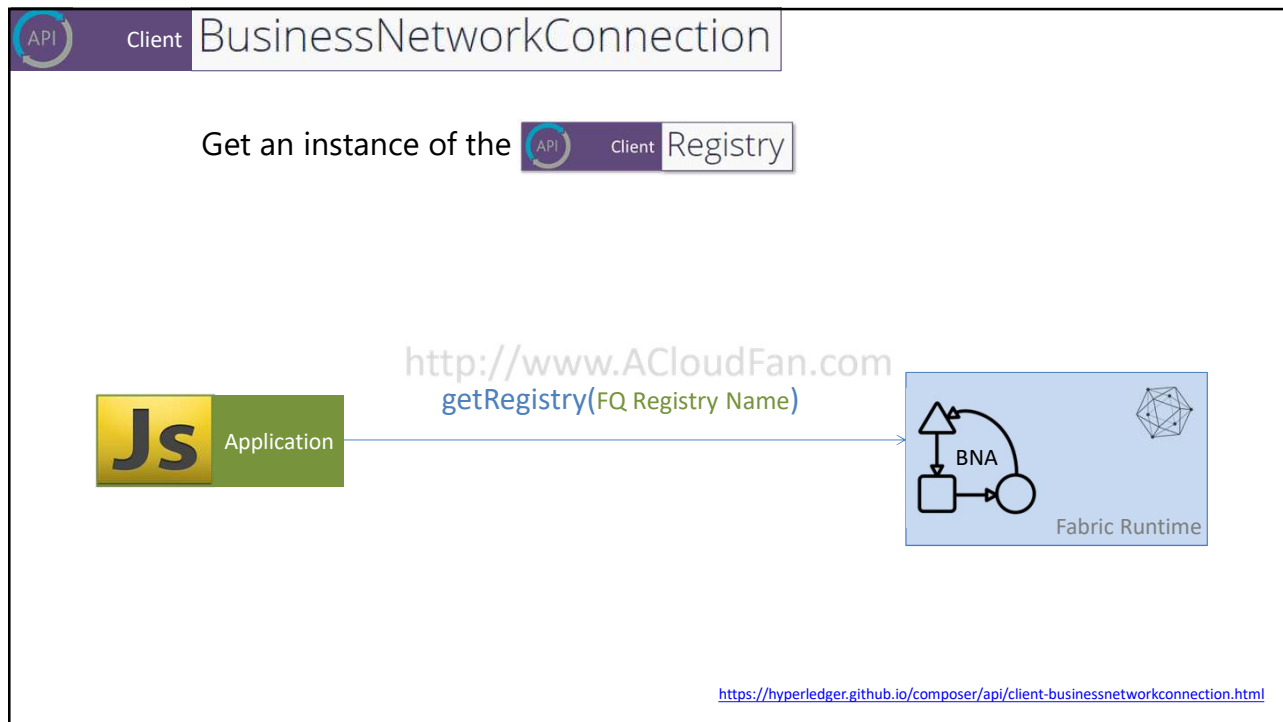 API Client BusinessNetworkConnection
Get an instance of the API Client Registry
http://www.ACloudFan.com
getRegistry(FQ Registry Name)
Js Application
BNA
Fabric Runtime
https://hyperledger.github.io/composer/api/client-businessnetworkconnection.html